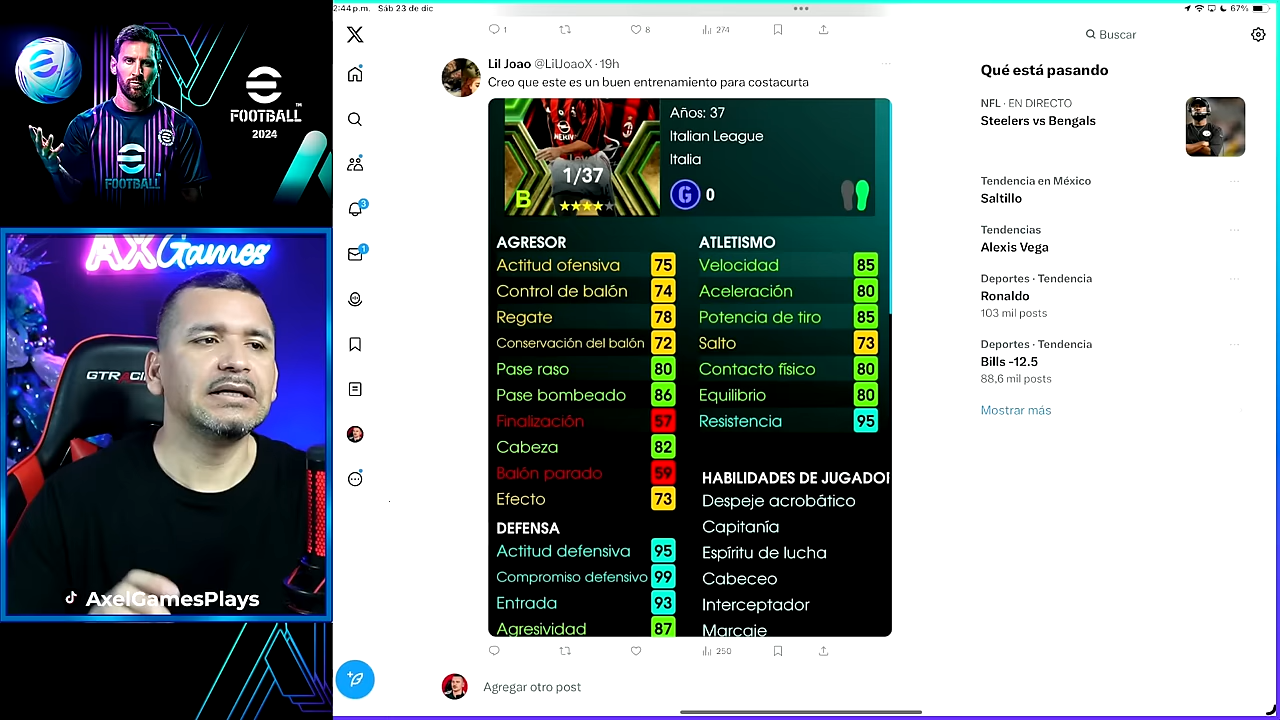 2:44 p.m. Sáb 23 de dic
67%
FOOTBALL™
2024
FOOTBALL
AXGames
GTRACI
AxelGamesPlays
1
8
274
Lil Joao @LilJoaoX · 19h
Creo que este es un buen entrenamiento para costacurta
Años: 37
Italian League
Italia
1/37
B
G 0
AGRESOR
Actitud ofensiva 75
Control de balón 74
Regate 78
Conservación del balón 72
Pase raso 80
Pase bombeado 86
Finalización 57
Cabeza 82
Balón parado 59
Efecto 73
DEFENSA
Actitud defensiva 95
Compromiso defensivo 99
Entrada 93
Agresividad 87
ATLETISMO
Velocidad 85
Aceleración 80
Potencia de tiro 85
Salto 73
Contacto físico 80
Equilibrio 80
Resistencia 95
HABILIDADES DE JUGADOR
Despeje acrobático
Capitanía
Espíritu de lucha
Cabeceo
Interceptador
Marcaje
250
Agregar otro post
3
1
Buscar
Qué está pasando
NFL · EN DIRECTO
Steelers vs Bengals
Tendencia en México
Saltillo
Tendencias
Alexis Vega
Deportes · Tendencia
Ronaldo
103 mil posts
Deportes · Tendencia
Bills -12.5
88,6 mil posts
Mostrar más